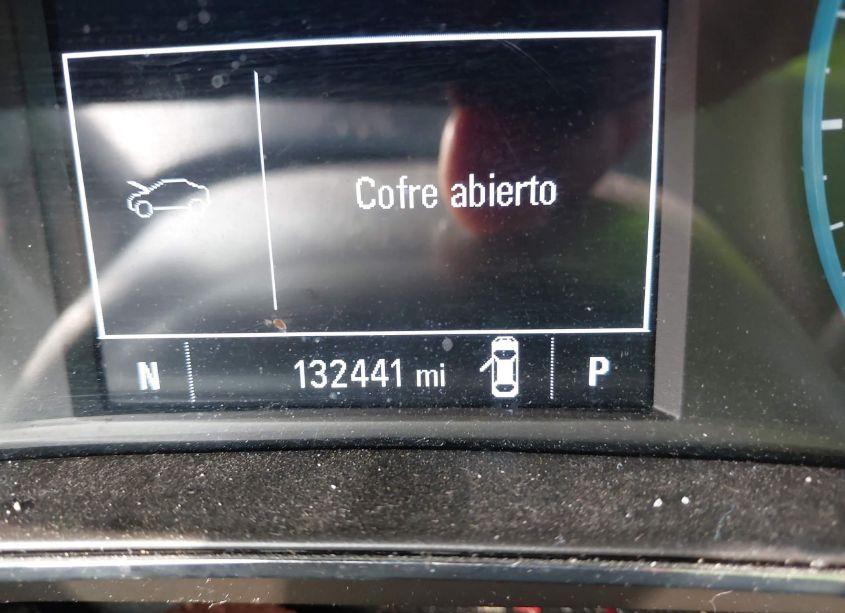 Cofre abierto
N 132441 mi P